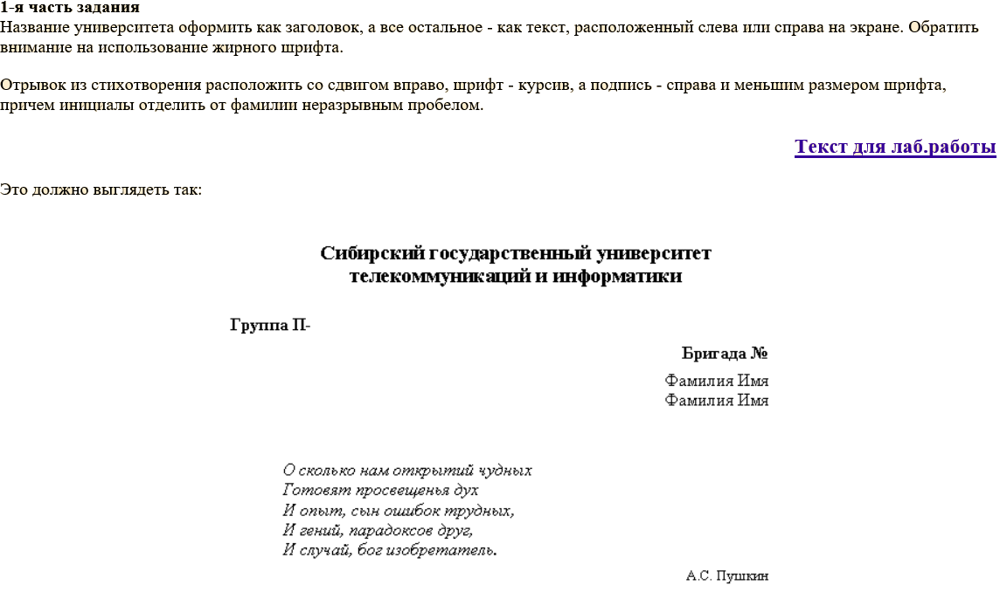 1-я часть задания
Название университета оформить как заголовок, а все остальное - как текст, расположенный слева или справа на экране. Обратить
внимание на использование жирного шрифта.
Отрывок из стихотворения расположить со сдвигом вправо, шрифт - курсив, а подпись - справа и меньшим размером шрифта,
причем инициалы отделить от фамилии неразрывным пробелом.
Текст для лаб.работы
Это должно выглядеть так:
Сибирский государственный университет
телекоммуникаций и информатики
Группа П-
Бригада №
Фамилия Имя
Фамилия Имя
О сколько нам открытий чудных
Готовят просвещенья дух
И опыт, сын ошибок трудных,
И гений, парадоксов друг,
И случай, бог изобретатель.
А.С. Пушкин